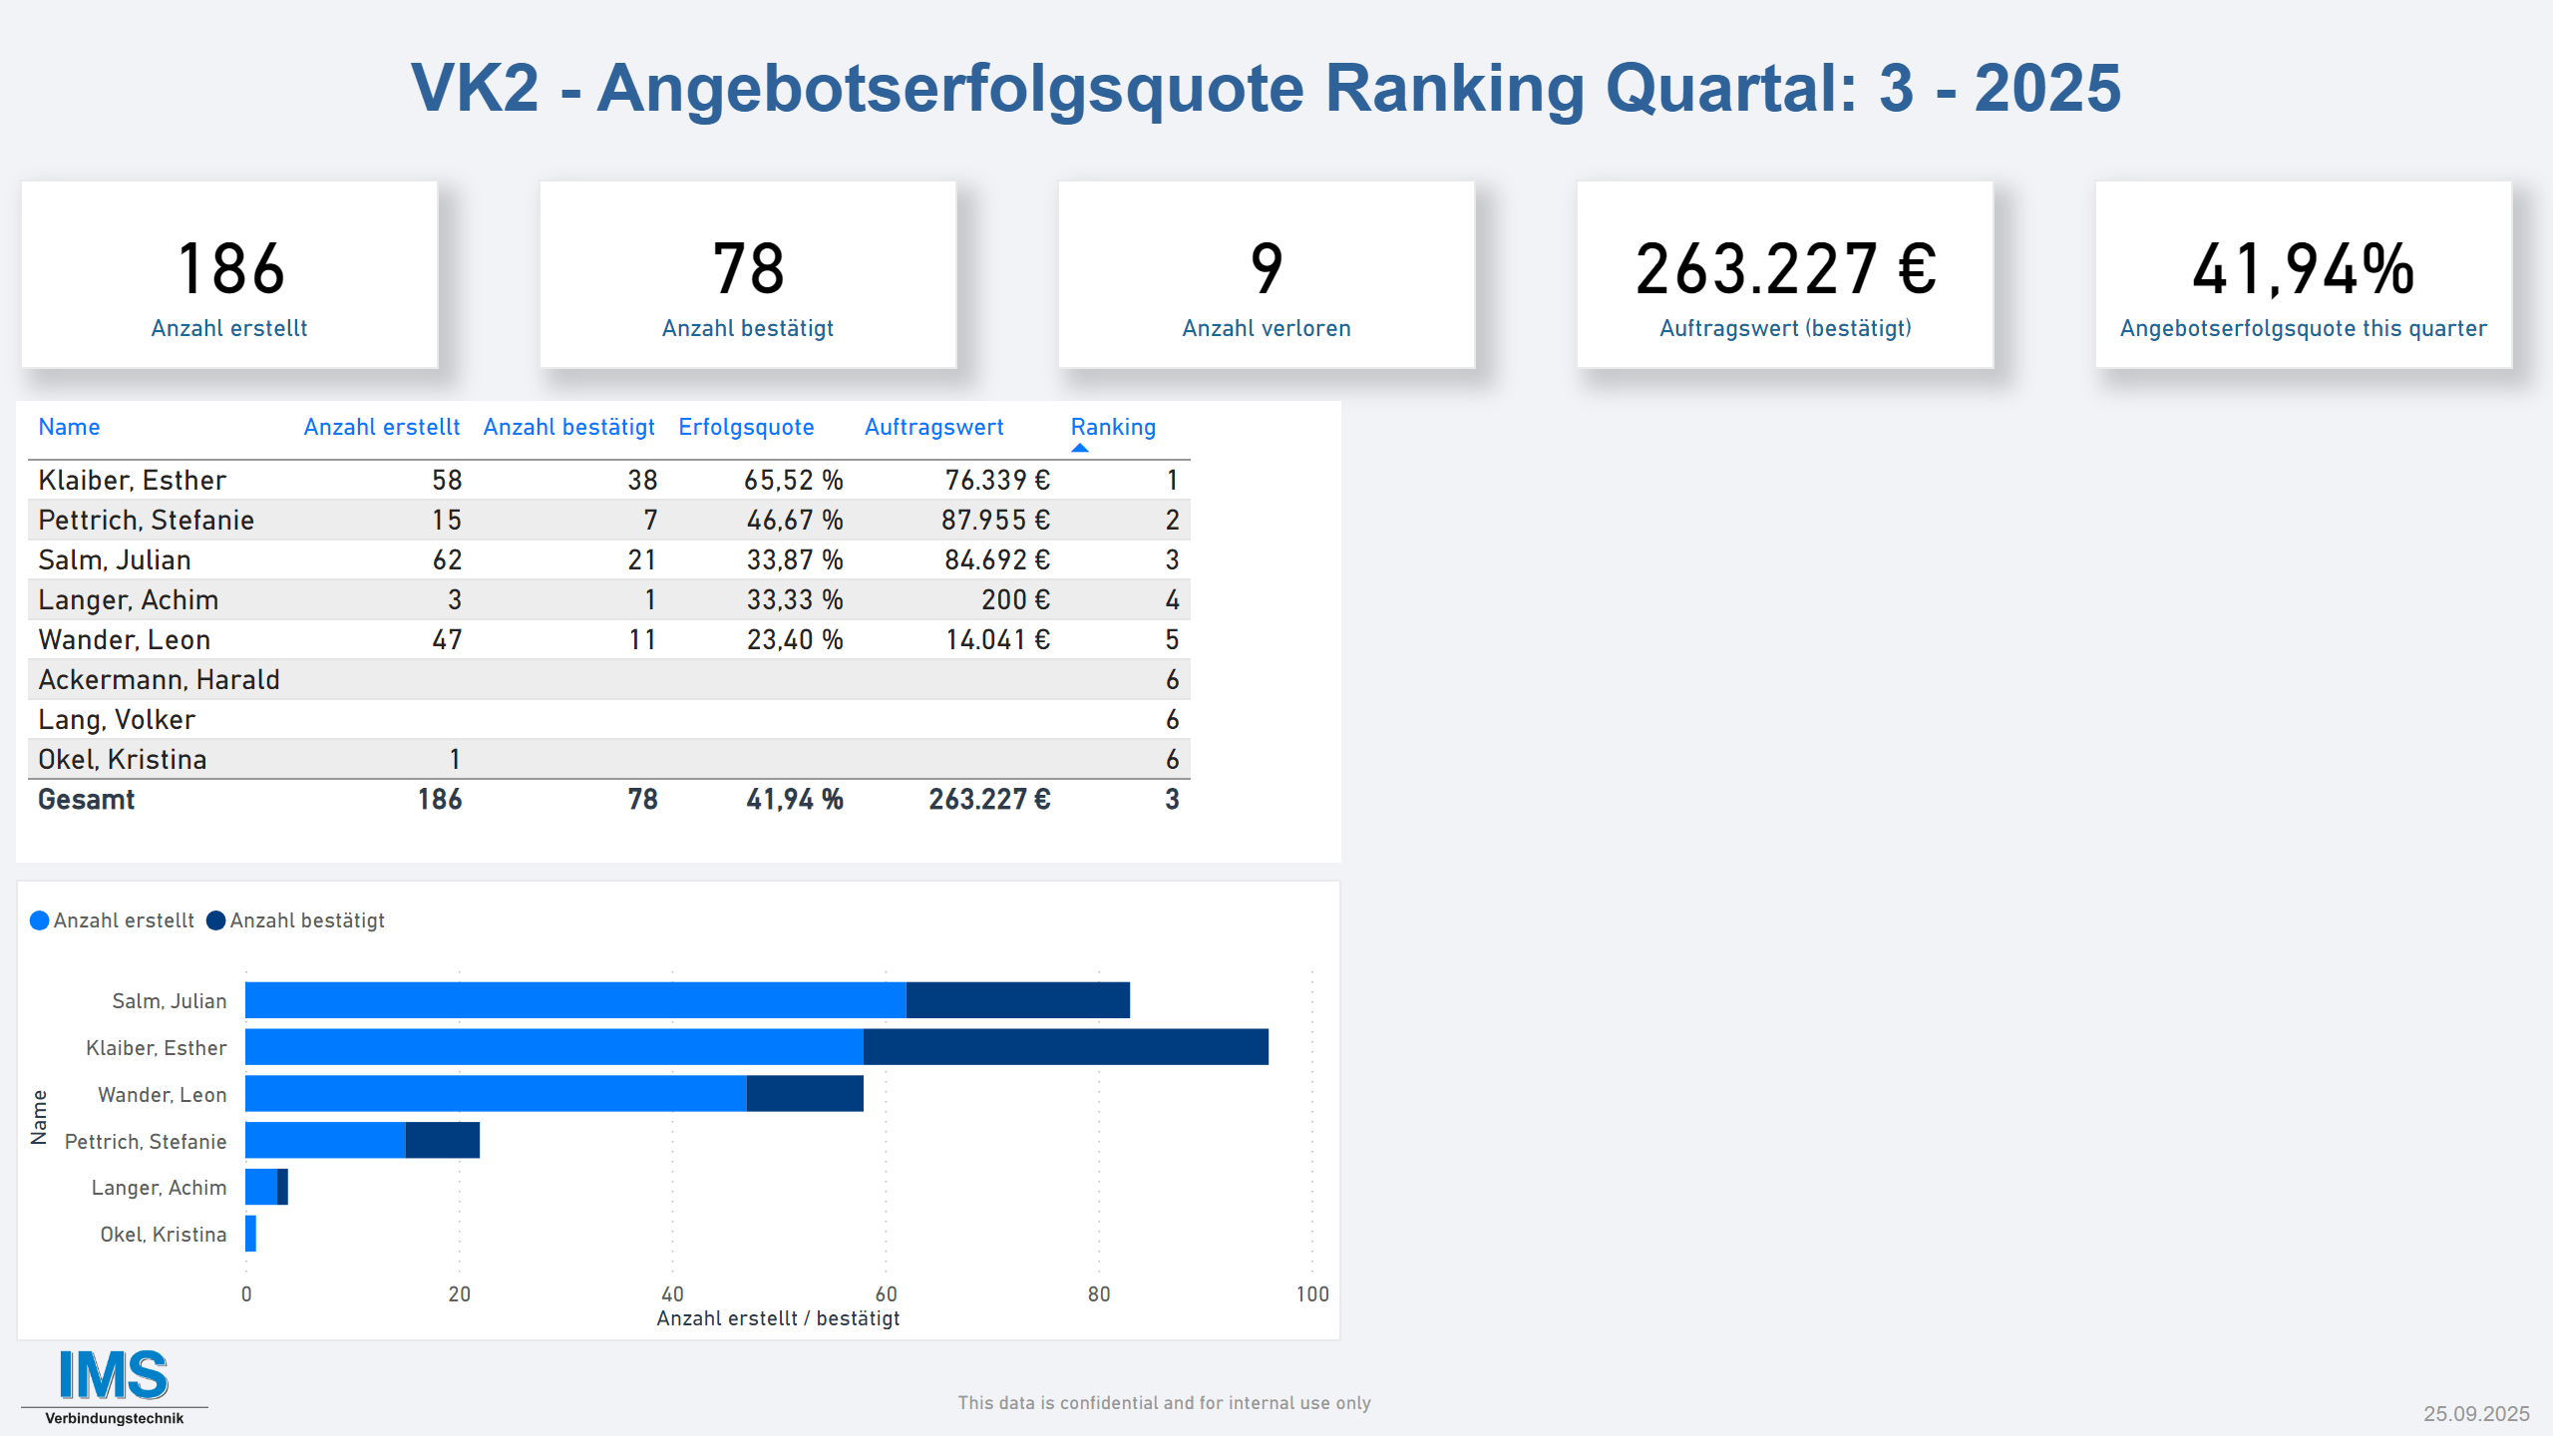 VK2 - Angebotserfolgsquote Ranking Quartal: 3 - 2025
186
Anzahl erstellt
78
Anzahl bestätigt
9
Anzahl verloren
263.227 €
Auftragswert (bestätigt)
41,94%
Angebotserfolgsquote this quarter
Name Anzahl erstellt Anzahl bestätigt Erfolgsquote Auftragswert Ranking
Klaiber, Esther 58 38 65,52 % 76.339 € 1
Pettrich, Stefanie 15 7 46,67 % 87.955 € 2
Salm, Julian 62 21 33,87 % 84.692 € 3
Langer, Achim 3 1 33,33 % 200 € 4
Wander, Leon 47 11 23,40 % 14.041 € 5
Ackermann, Harald 6
Lang, Volker 6
Okel, Kristina 1 6
Gesamt 186 78 41,94 % 263.227 € 3
Anzahl erstellt Anzahl bestätigt
Name
Salm, Julian
Klaiber, Esther
Wander, Leon
Pettrich, Stefanie
Langer, Achim
Okel, Kristina
0 20 40 60 80 100
Anzahl erstellt / bestätigt
IMS
Verbindungstechnik
This data is confidential and for internal use only
25.09.2025